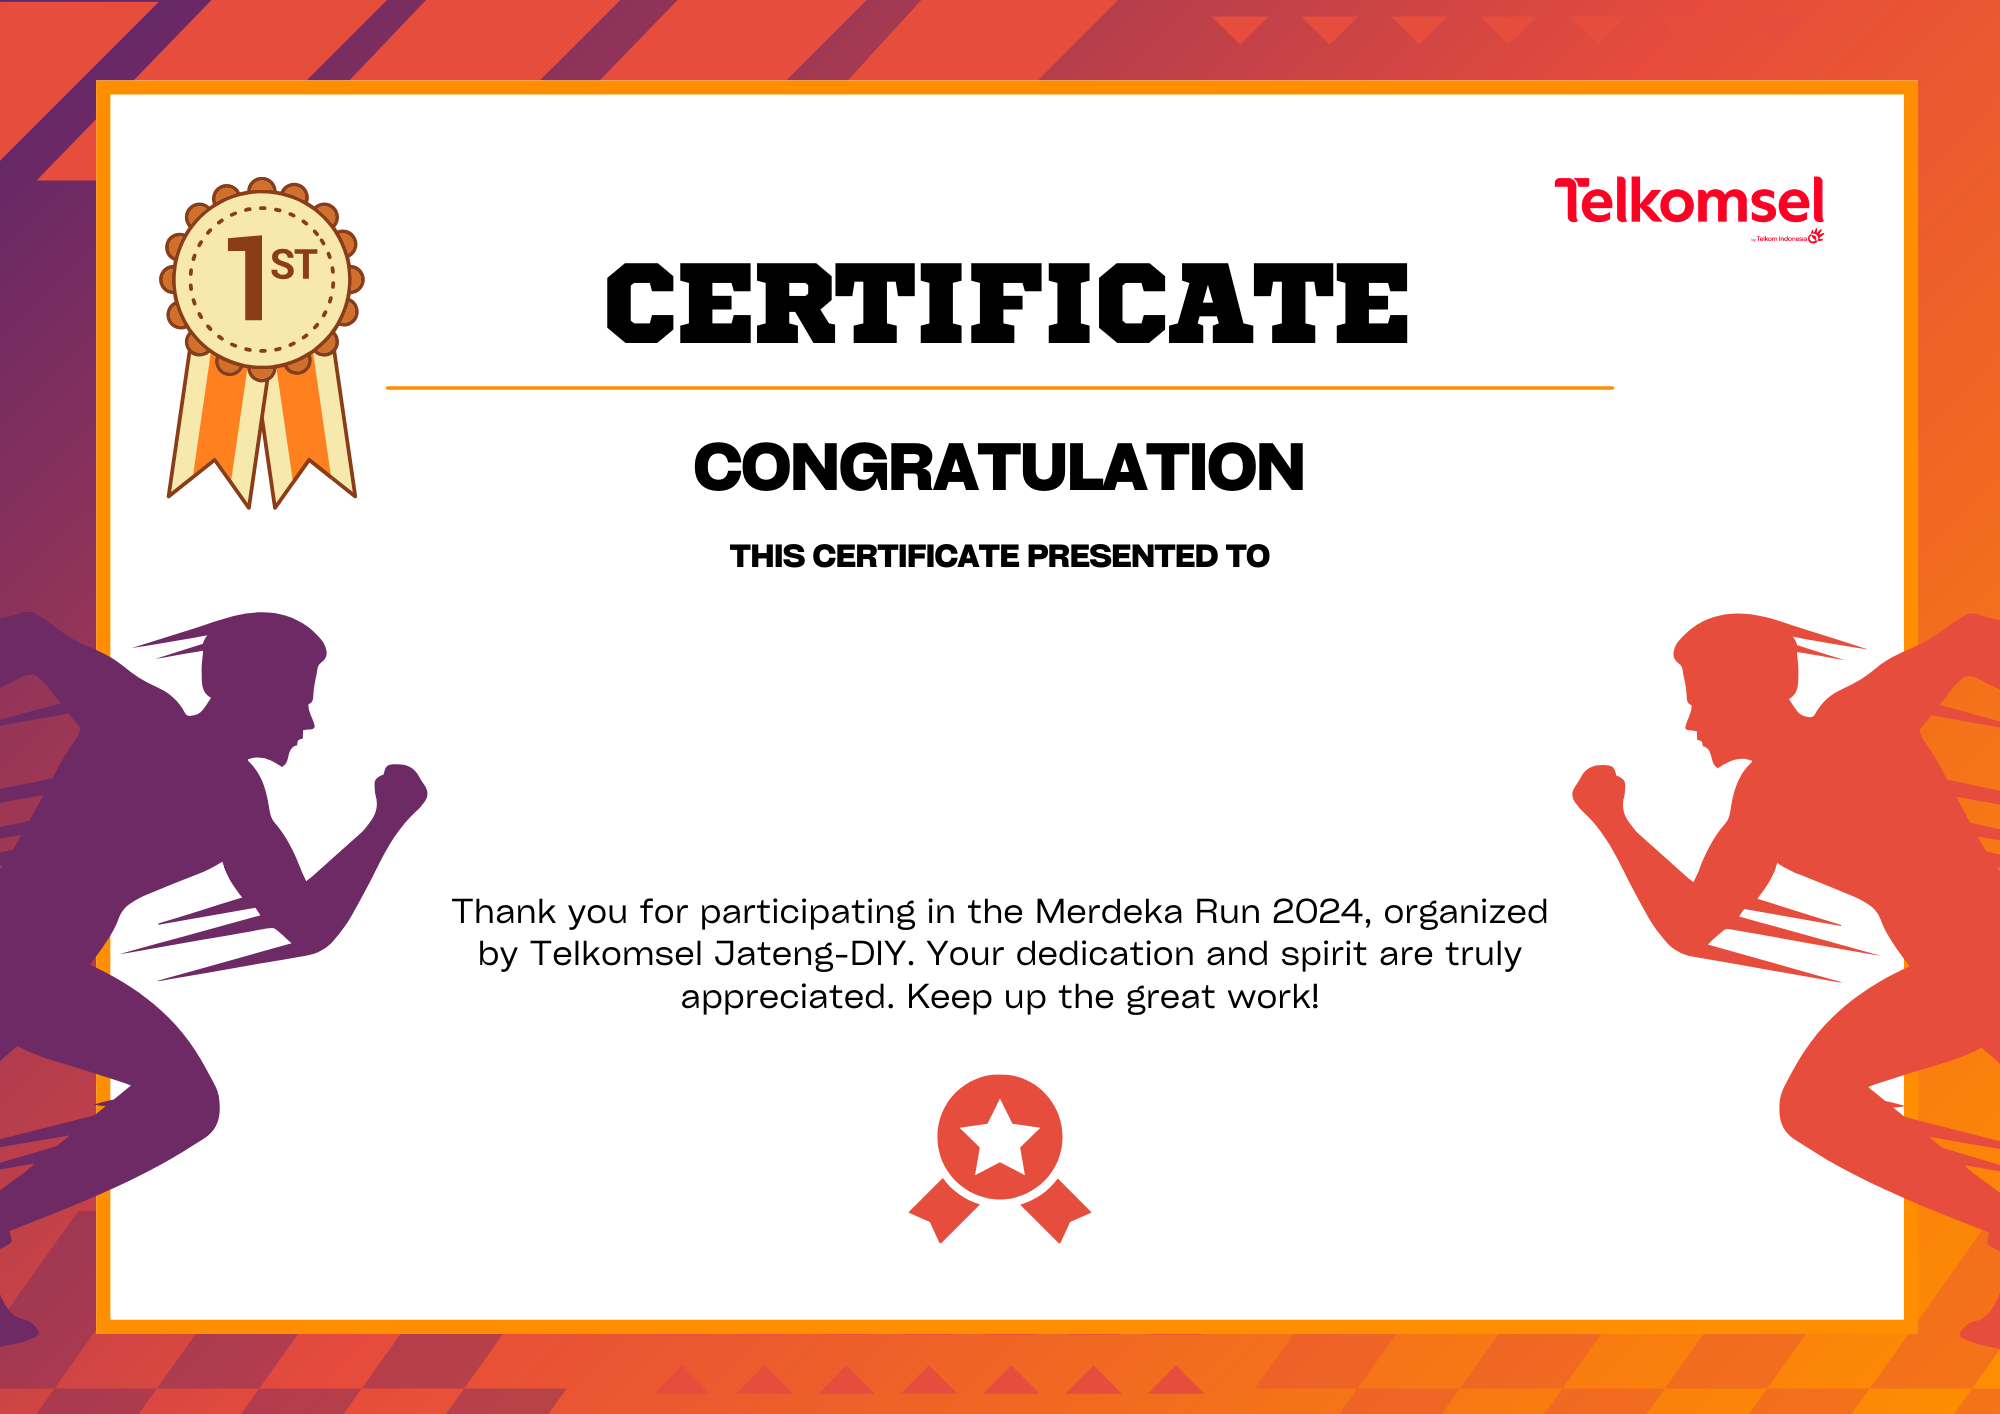 1ST
Telkomsel
by Telkom Indonesia
CERTIFICATE
CONGRATULATION
THIS CERTIFICATE PRESENTED TO
Thank you for participating in the Merdeka Run 2024, organized
by Telkomsel Jateng-DIY. Your dedication and spirit are truly
appreciated. Keep up the great work!